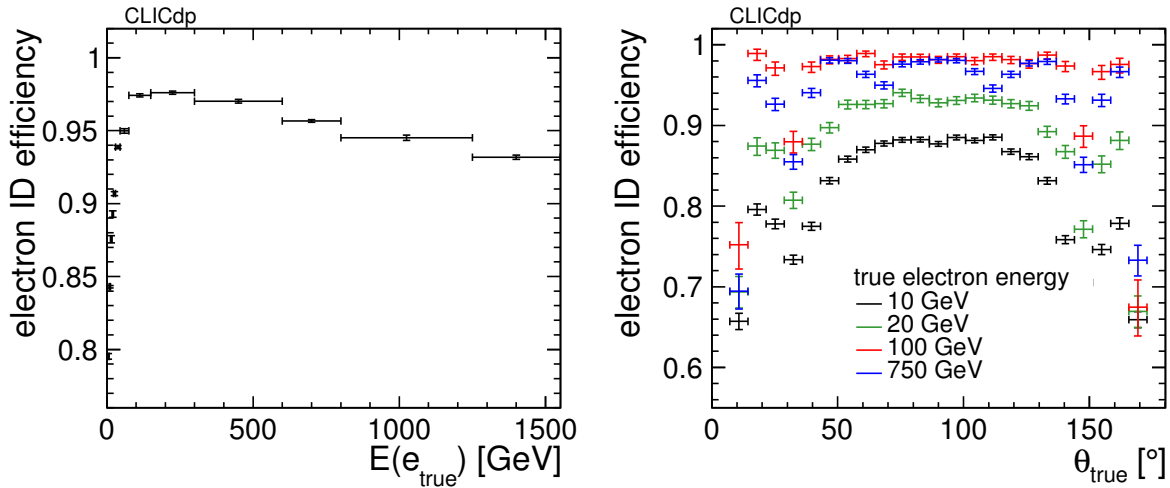 CLICdp
electron ID efficiency
1
0.95
0.9
0.85
0.8
0 500 1000 1500
E(e_true) [GeV]
CLICdp
electron ID efficiency
1
0.9
0.8
0.7
0.6
true electron energy
10 GeV
20 GeV
100 GeV
750 GeV
0 50 100 150
θ_true [°]